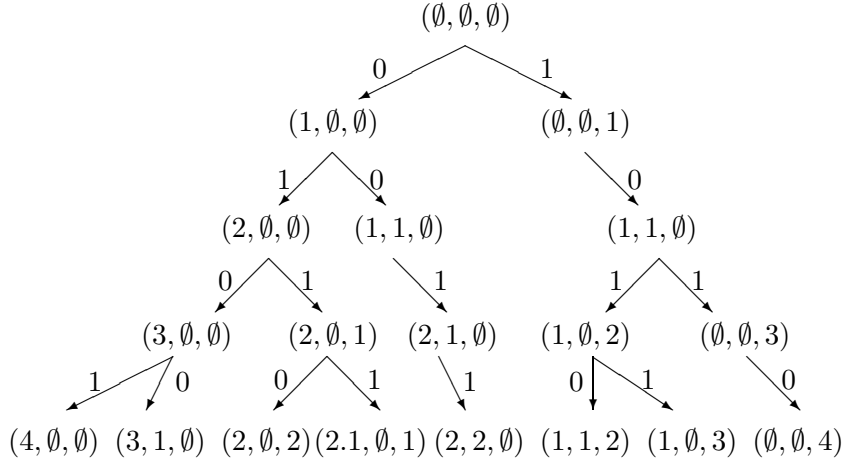 (∅, ∅, ∅)
0 1
(1, ∅, ∅) (∅, ∅, 1)
1 0 0
(2, ∅, ∅) (1, 1, ∅) (1, 1, ∅)
0 1 1 1 1
(3, ∅, ∅) (2, ∅, 1) (2, 1, ∅) (1, ∅, 2) (∅, ∅, 3)
1 0 0 1 1 0 1 0
(4, ∅, ∅) (3, 1, ∅) (2, ∅, 2) (2.1, ∅, 1) (2, 2, ∅) (1, 1, 2) (1, ∅, 3) (∅, ∅, 4)